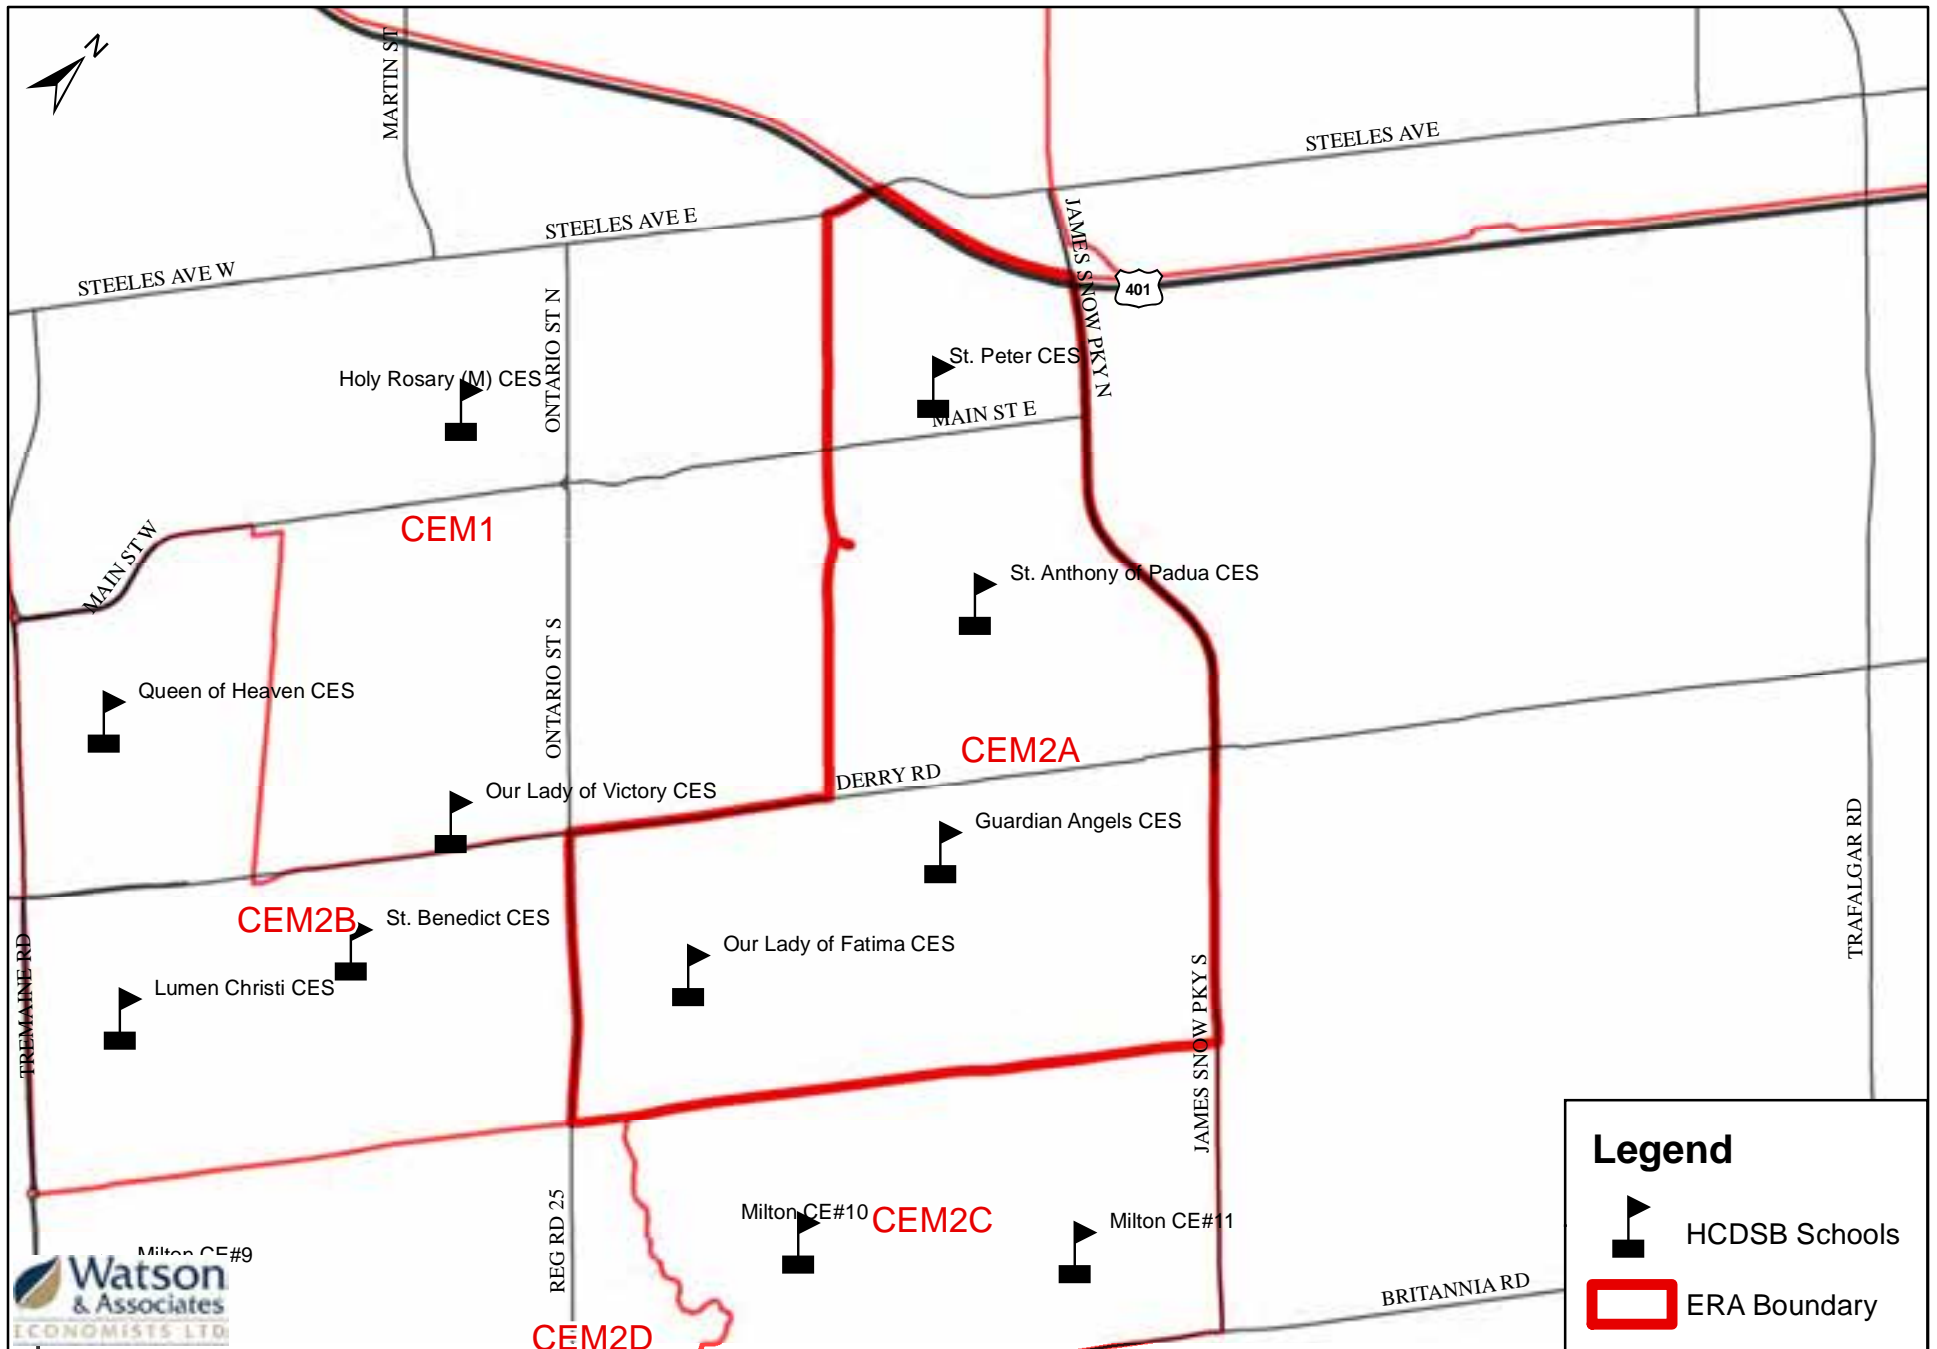 N
MARTIN ST
STEELES AVE
STEELES AVE E
JAMES SNOW PKY N
STEELES AVE W
401
ONTARIO ST N
St. Peter CES
Holy Rosary (M) CES
MAIN ST E
CEM1
MAIN ST W
St. Anthony of Padua CES
ONTARIO ST S
Queen of Heaven CES
CEM2A
DERRY RD
Our Lady of Victory CES
Guardian Angels CES
TRAFALGAR RD
CEM2B
St. Benedict CES
Our Lady of Fatima CES
TREMAINE RD
Lumen Christi CES
JAMES SNOW PKY S
Legend
HCDSB Schools
ERA Boundary
REG RD 25
Milton CE#10
CEM2C
Milton CE#11
Milton CE#9
BRITANNIA RD
CEM2D
Watson
& Associates
ECONOMISTS LTD.